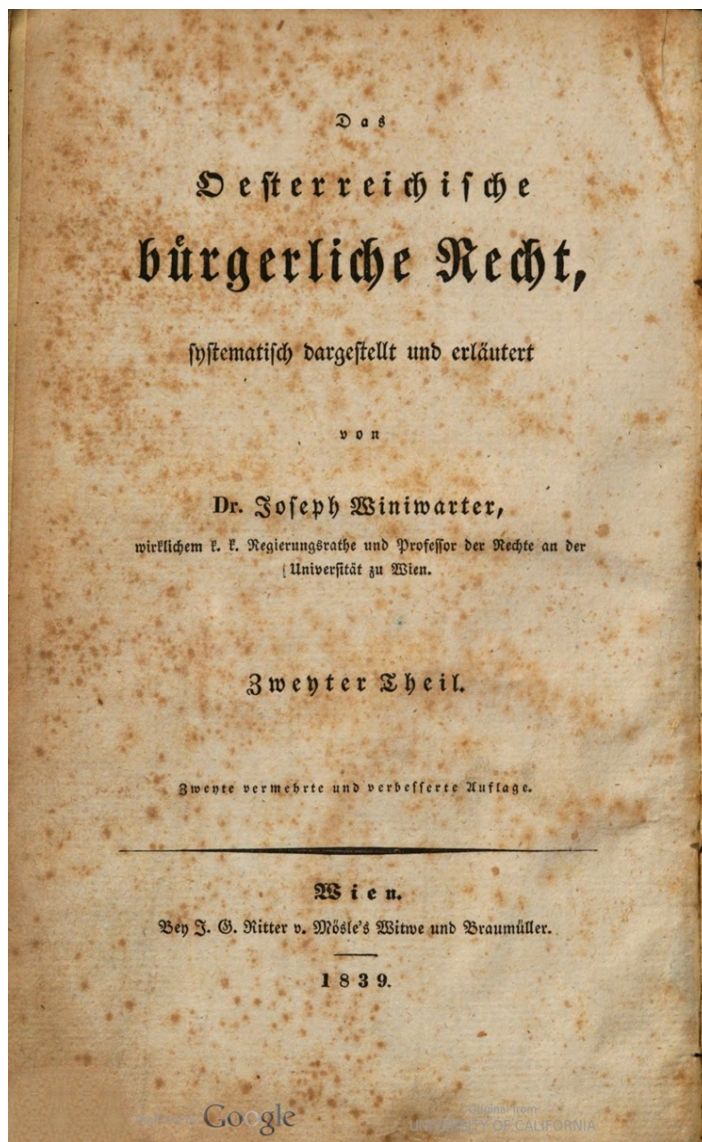 Das
Oesterreichische
bürgerliche Recht,
systematisch dargestellt und erläutert
von
Dr. Joseph Winiwarter,
wirklichem k. k. Regierungsrathe und Professor der Rechte an der
Universität zu Wien.
Zweyter Theil.
Zweyte vermehrte und verbesserte Auflage.
Wien.
Bey J. G. Ritter v. Mösle's Witwe und Braumüller.
1839.
Google
Original from
UNIVERSITY OF CALIFORNIA